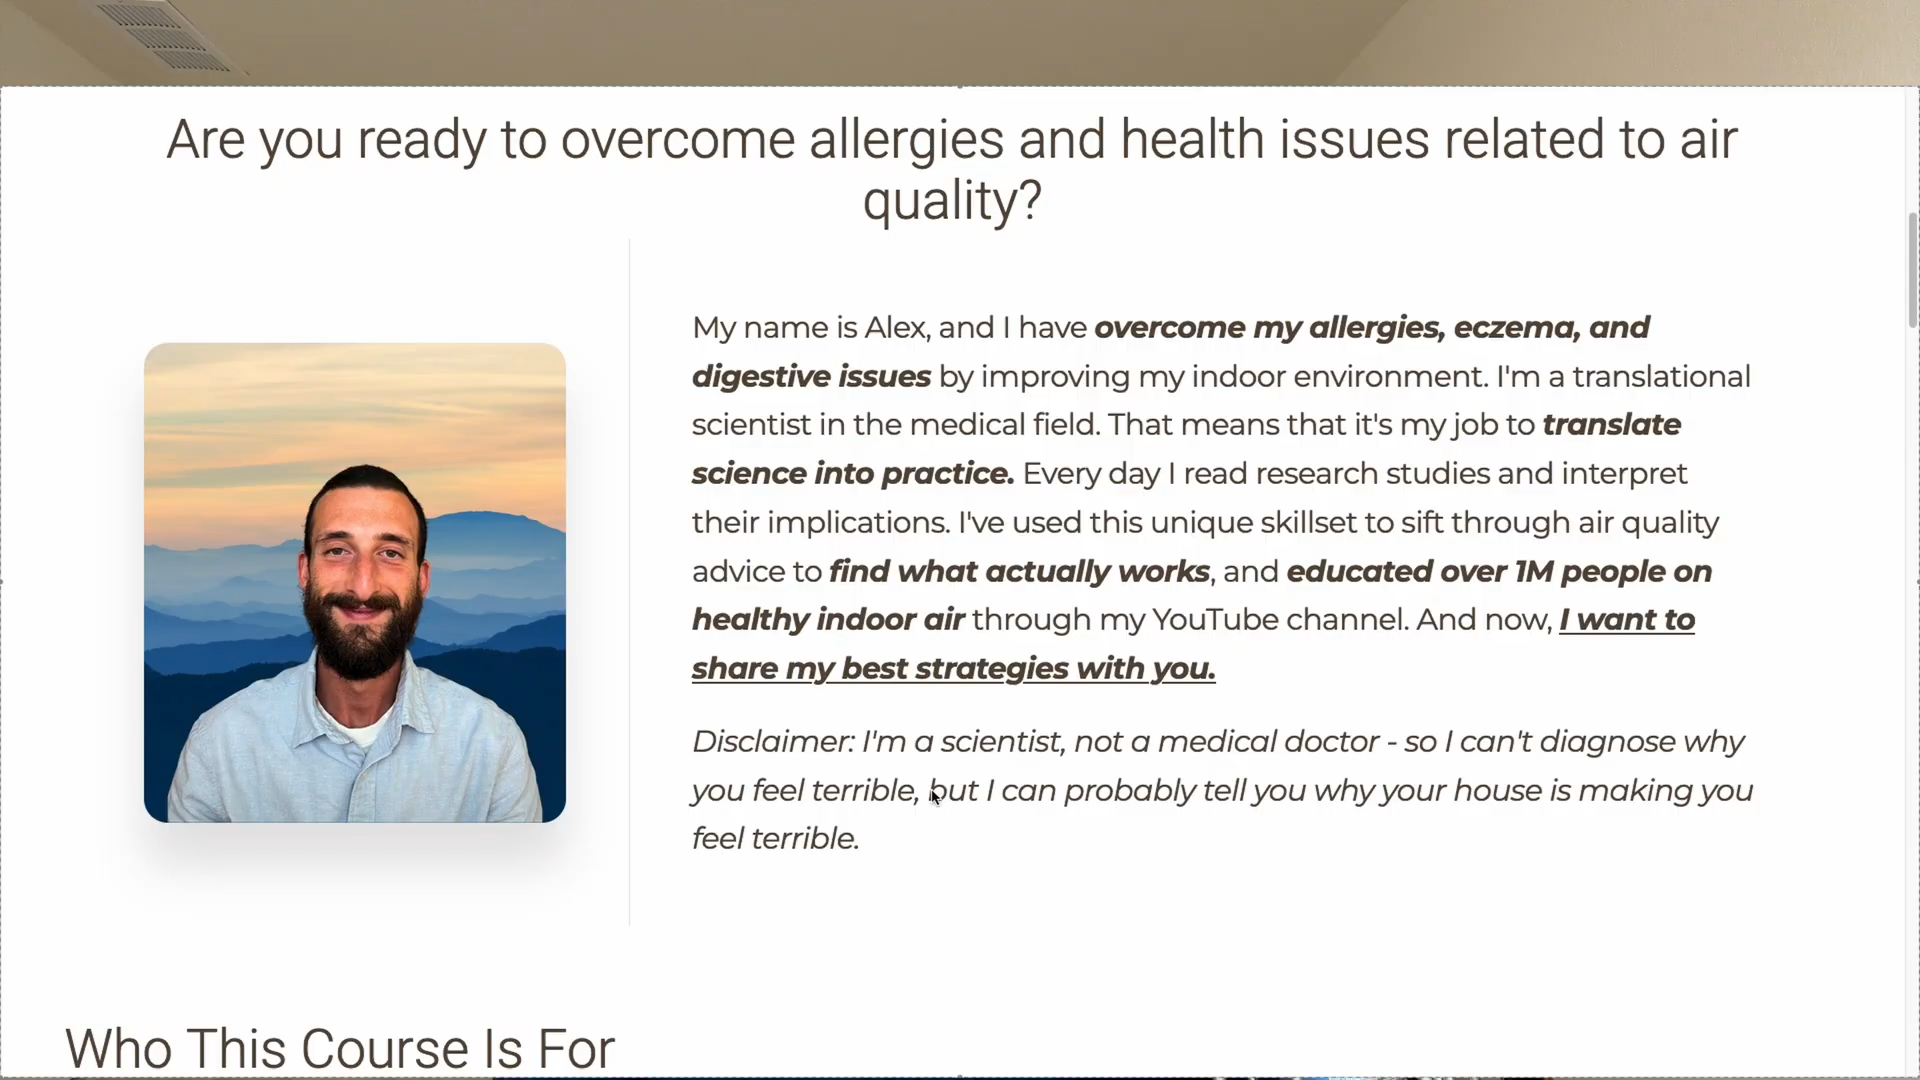 Are you ready to overcome allergies and health issues related to air
quality?
My name is Alex, and I have overcome my allergies, eczema, and
digestive issues by improving my indoor environment. I'm a translational
scientist in the medical field. That means that it's my job to translate
science into practice. Every day I read research studies and interpret
their implications. I've used this unique skillset to sift through air quality
advice to find what actually works, and educated over 1M people on
healthy indoor air through my YouTube channel. And now, I want to
share my best strategies with you.
Disclaimer: I'm a scientist, not a medical doctor - so I can't diagnose why
you feel terrible, but I can probably tell you why your house is making you
feel terrible.
Who This Course Is For